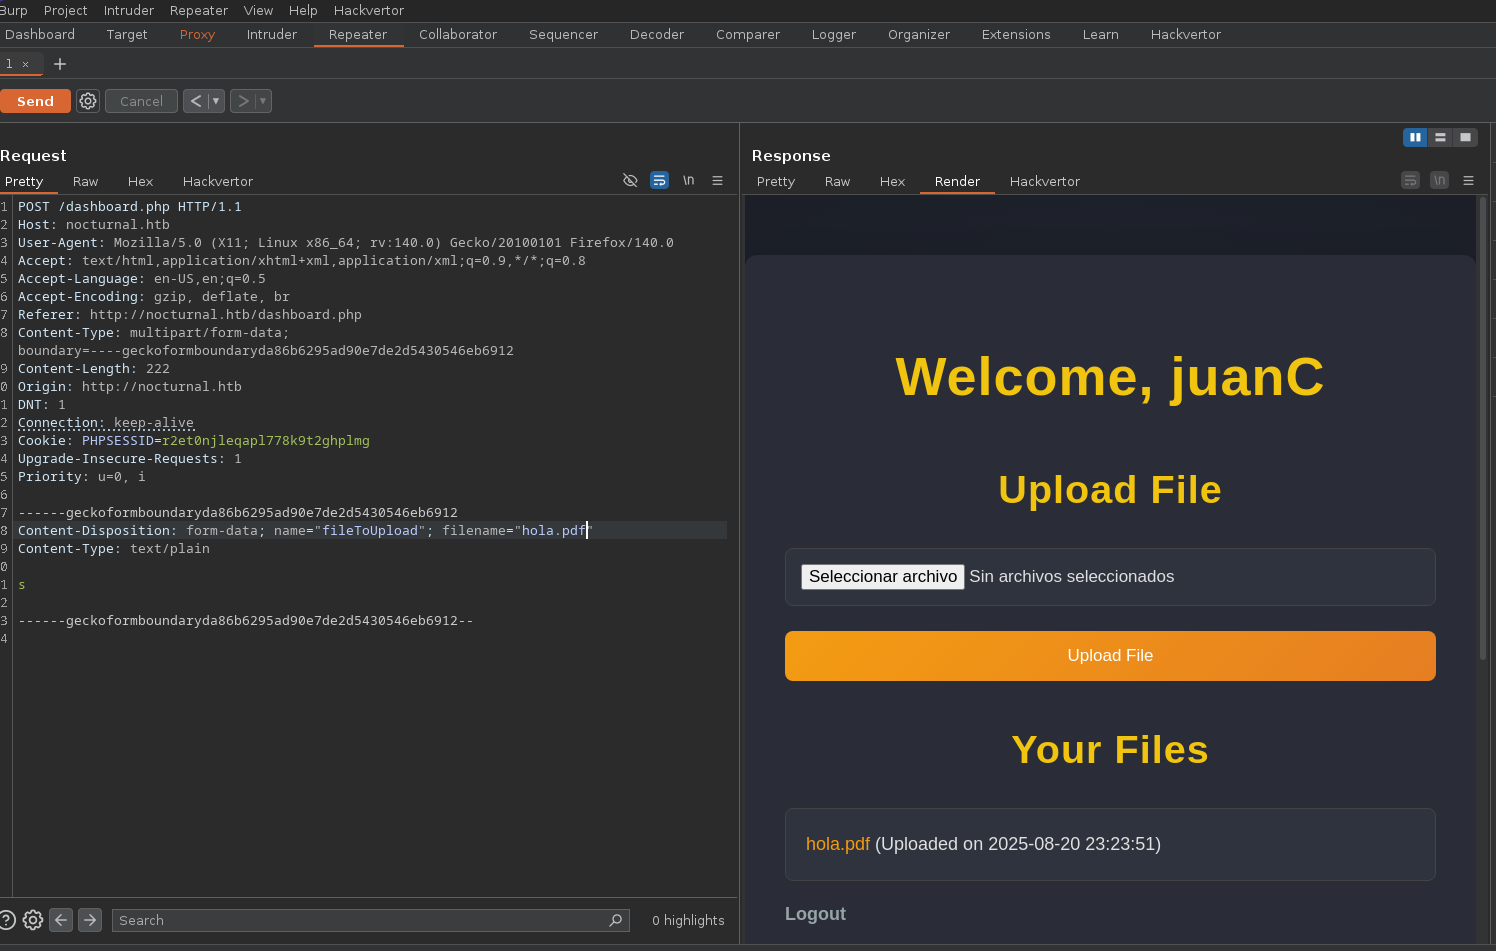 Burp Project Intruder Repeater View Help Hackvertor
Dashboard Target Proxy Intruder Repeater Collaborator Sequencer Decoder Comparer Logger Organizer Extensions Learn Hackvertor
1 × +
Send Cancel < ▼ > ▼
Request
Pretty Raw Hex Hackvertor \n
1 POST /dashboard.php HTTP/1.1
2 Host: nocturnal.htb
3 User-Agent: Mozilla/5.0 (X11; Linux x86_64; rv:140.0) Gecko/20100101 Firefox/140.0
4 Accept: text/html,application/xhtml+xml,application/xml;q=0.9,*/*;q=0.8
5 Accept-Language: en-US,en;q=0.5
6 Accept-Encoding: gzip, deflate, br
7 Referer: http://nocturnal.htb/dashboard.php
8 Content-Type: multipart/form-data;
boundary=----geckoformboundaryda86b6295ad90e7de2d5430546eb6912
9 Content-Length: 222
0 Origin: http://nocturnal.htb
1 DNT: 1
2 Connection: keep-alive
3 Cookie: PHPSESSID=r2et0njleqapl778k9t2ghplmg
4 Upgrade-Insecure-Requests: 1
5 Priority: u=0, i
6
7 ------geckoformboundaryda86b6295ad90e7de2d5430546eb6912
8 Content-Disposition: form-data; name="fileToUpload"; filename="hola.pdf"
9 Content-Type: text/plain
0
1 s
2
3 ------geckoformboundaryda86b6295ad90e7de2d5430546eb6912--
4
Search 0 highlights
Response
Pretty Raw Hex Render Hackvertor \n
Welcome, juanC
Upload File
Seleccionar archivo Sin archivos seleccionados
Upload File
Your Files
hola.pdf (Uploaded on 2025-08-20 23:23:51)
Logout